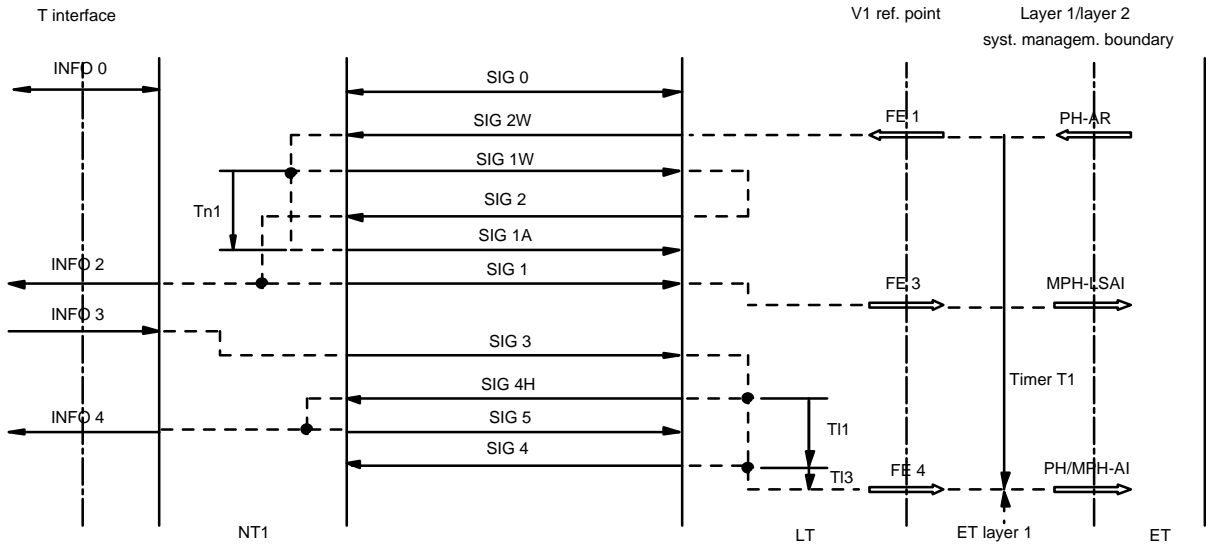 T interface
V1 ref. point
Layer 1/layer 2
syst. managem. boundary
INFO 0
SIG 0
SIG 2W
FE 1
PH-AR
SIG 1W
Tn1
SIG 2
SIG 1A
INFO 2
SIG 1
FE 3
MPH-LSAI
INFO 3
SIG 3
Timer T1
SIG 4H
INFO 4
SIG 5
Tl1
SIG 4
Tl3
FE 4
PH/MPH-AI
NT1
LT
ET layer 1
ET